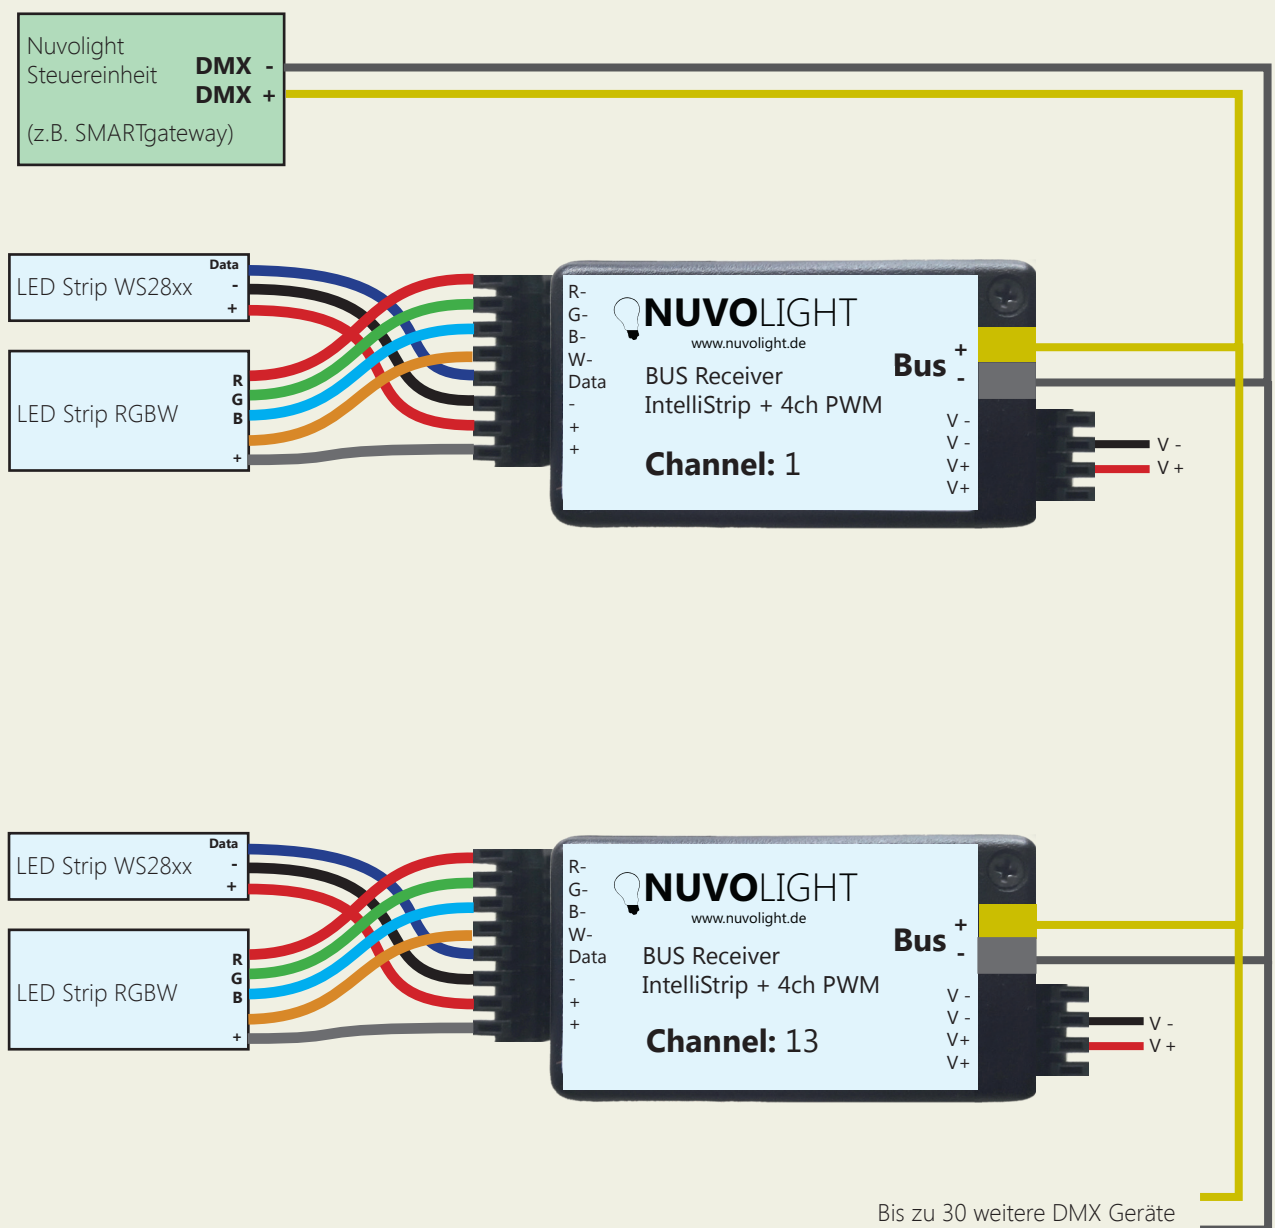 Nuvolight
Steuereinheit
DMX -
DMX +
(z.B. SMARTgateway)
LED Strip WS28xx
Data
-
+
LED Strip RGBW
R
G
B
+
R-
G-
B-
W-
Data
-
+
+
NUVOLIGHT
www.nuvolight.de
BUS Receiver
IntelliStrip + 4ch PWM
Channel: 1
Bus +
-
V -
V -
V+
V+
V -
V +
LED Strip WS28xx
Data
-
+
LED Strip RGBW
R
G
B
+
R-
G-
B-
W-
Data
-
+
+
NUVOLIGHT
www.nuvolight.de
BUS Receiver
IntelliStrip + 4ch PWM
Channel: 13
Bus +
-
V -
V -
V+
V+
V -
V +
Bis zu 30 weitere DMX Geräte